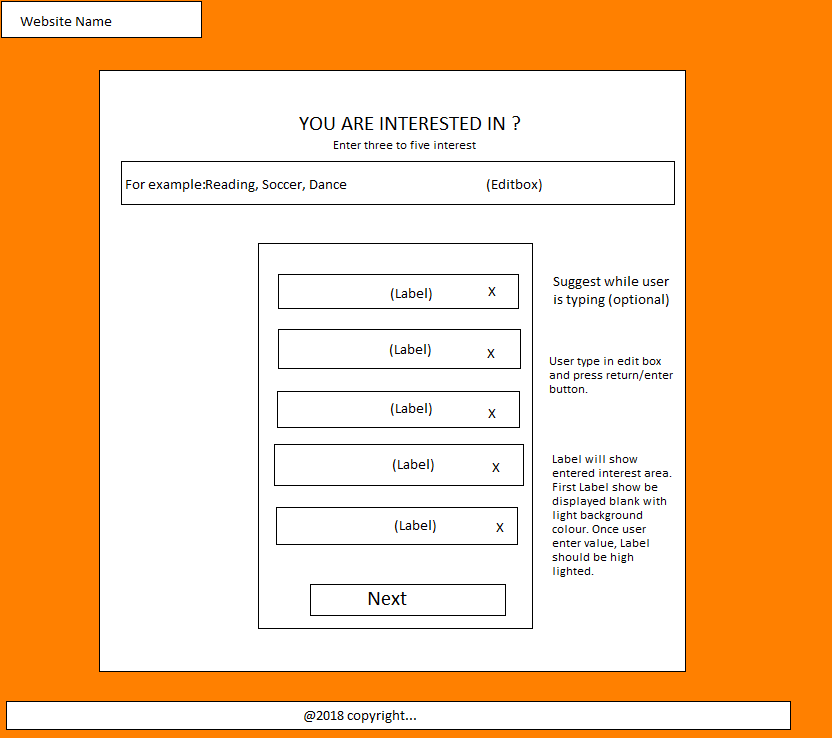 Website Name
YOU ARE INTERESTED IN ?
Enter three to five interest
For example:Reading, Soccer, Dance (Editbox)
(Label) X
Suggest while user
is typing (optional)
(Label) X
User type in edit box
and press return/enter
button.
(Label) X
(Label) X
Label will show
entered interest area.
First Label show be
displayed blank with
light background
colour. Once user
enter value, Label
should be high
lighted.
(Label) X
Next
@2018 copyright...